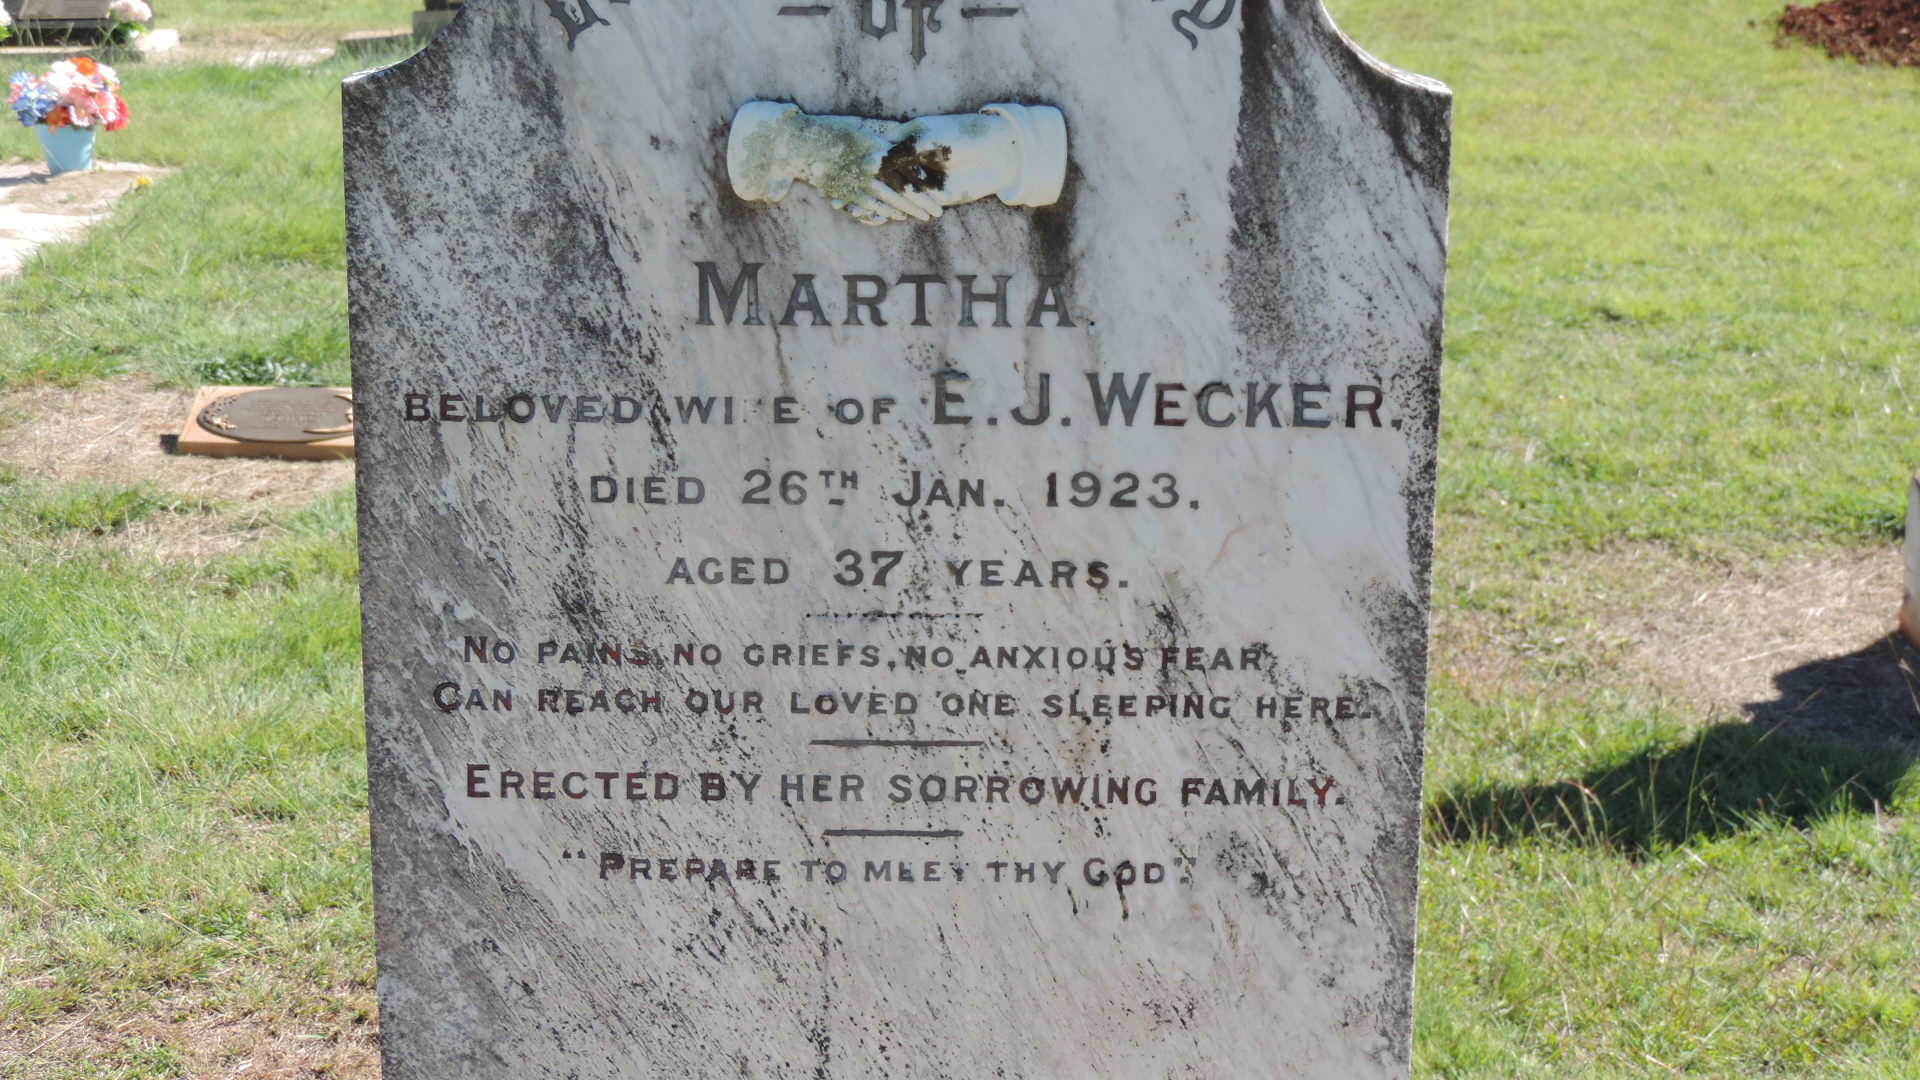 — OF —
MARTHA.
BELOVED WIFE OF E. J. WECKER.
DIED 26TH JAN. 1923.
AGED 37 YEARS.
NO PAINS, NO GRIEFS, NO ANXIOUS FEAR
CAN REACH OUR LOVED ONE SLEEPING HERE.
ERECTED BY HER SORROWING FAMILY.
"PREPARE TO MEET THY GOD".